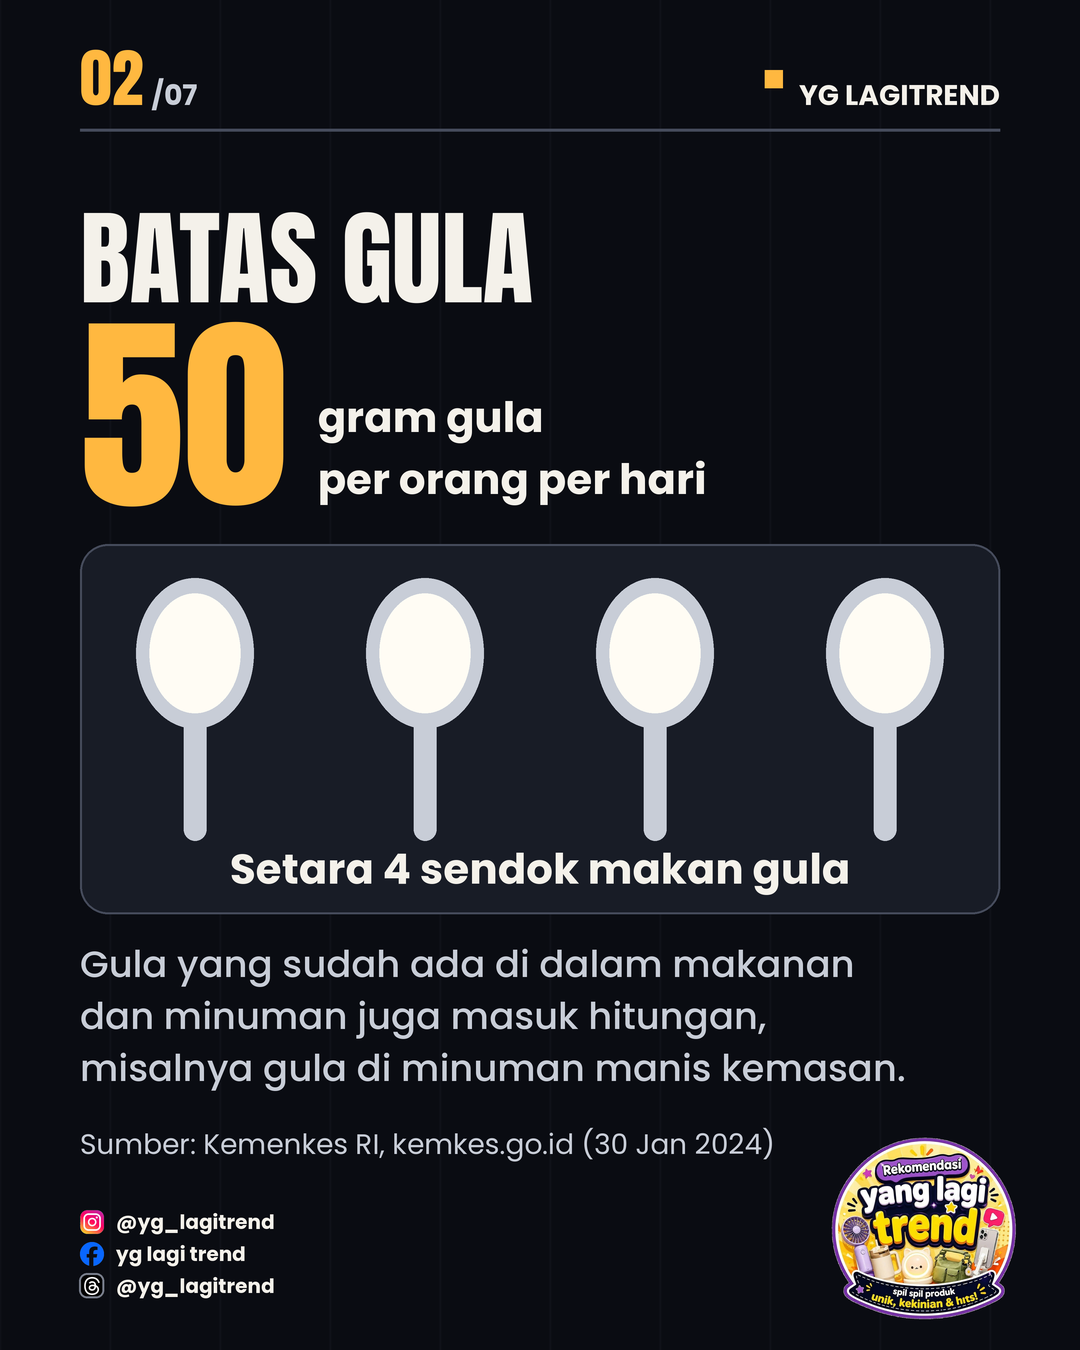 02 /07
YG LAGITREND
BATAS GULA
50
gram gula
per orang per hari
Setara 4 sendok makan gula
Gula yang sudah ada di dalam makanan
dan minuman juga masuk hitungan,
misalnya gula di minuman manis kemasan.
Sumber: Kemenkes RI, kemkes.go.id (30 Jan 2024)
@yg_lagitrend
yg lagi trend
@yg_lagitrend
Rekomendasi
yang lagi
trend
spil spil produk
unik, kekinian & hits!